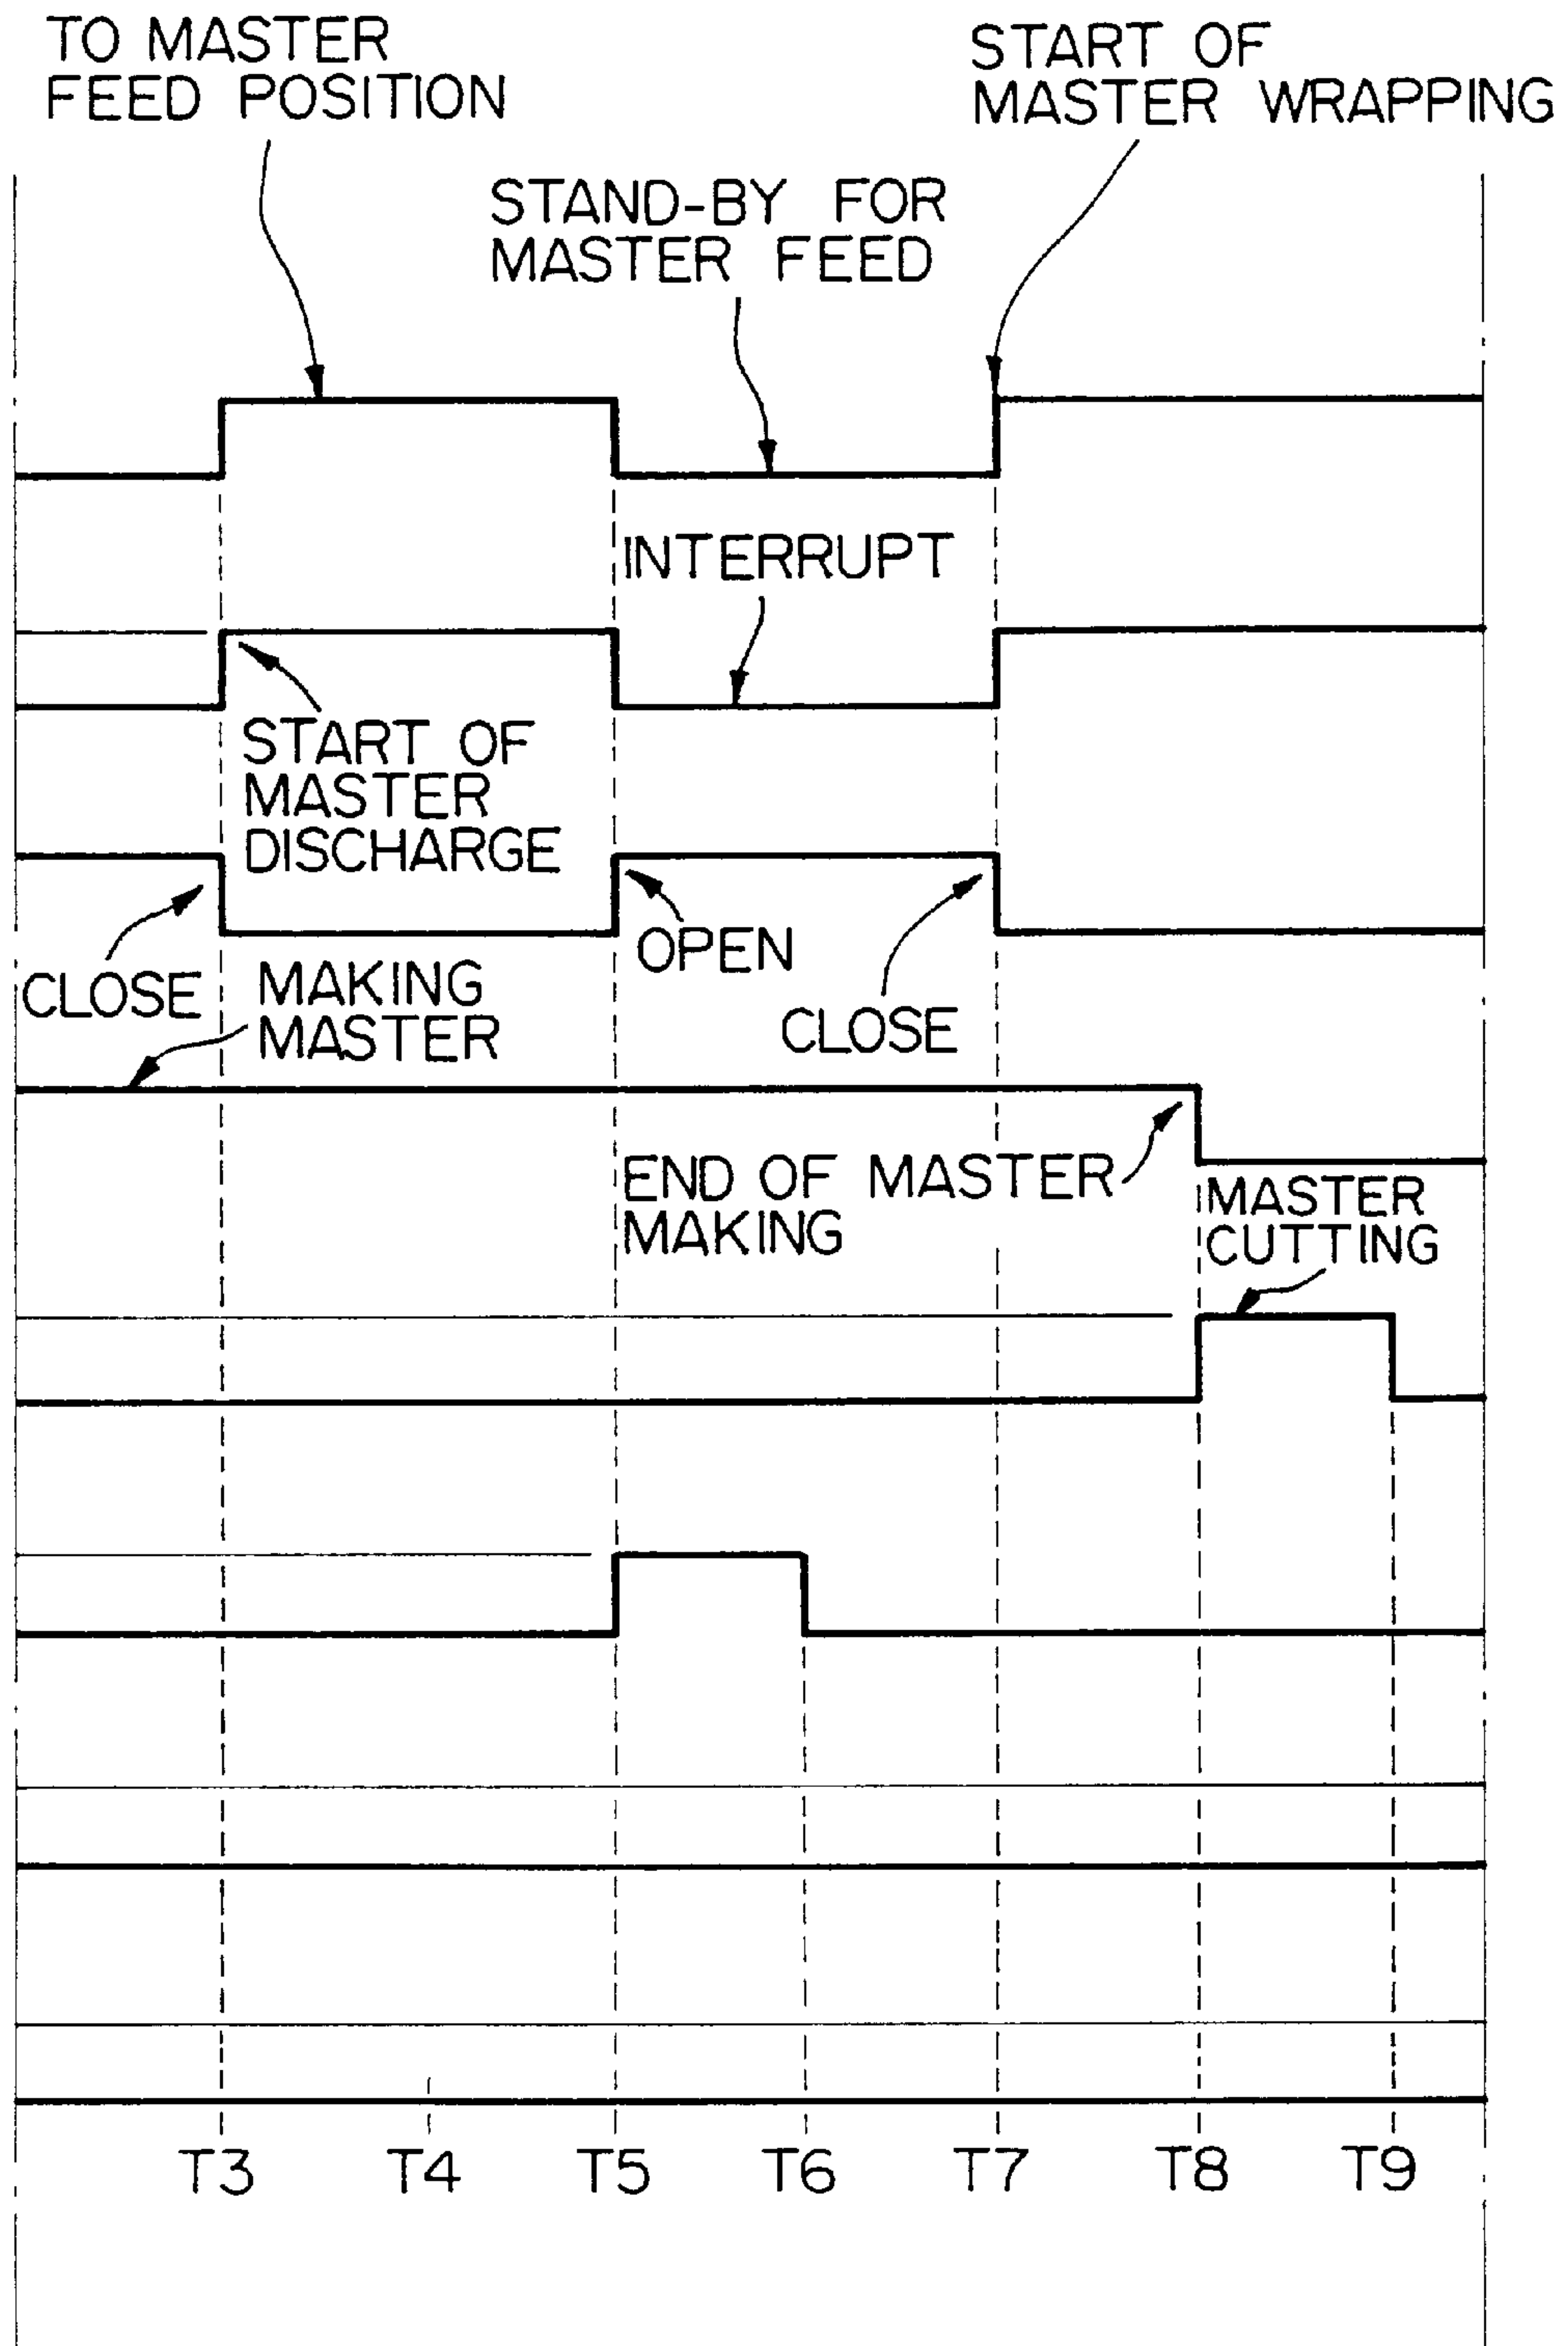 TO MASTER
FEED POSITION
START OF
MASTER WRAPPING
STAND-BY FOR
MASTER FEED
INTERRUPT
START OF
MASTER
DISCHARGE
OPEN
CLOSE
CLOSE
MAKING
MASTER
END OF MASTER
MAKING
MASTER
CUTTING
T3 T4 T5 T6 T7 T8 T9